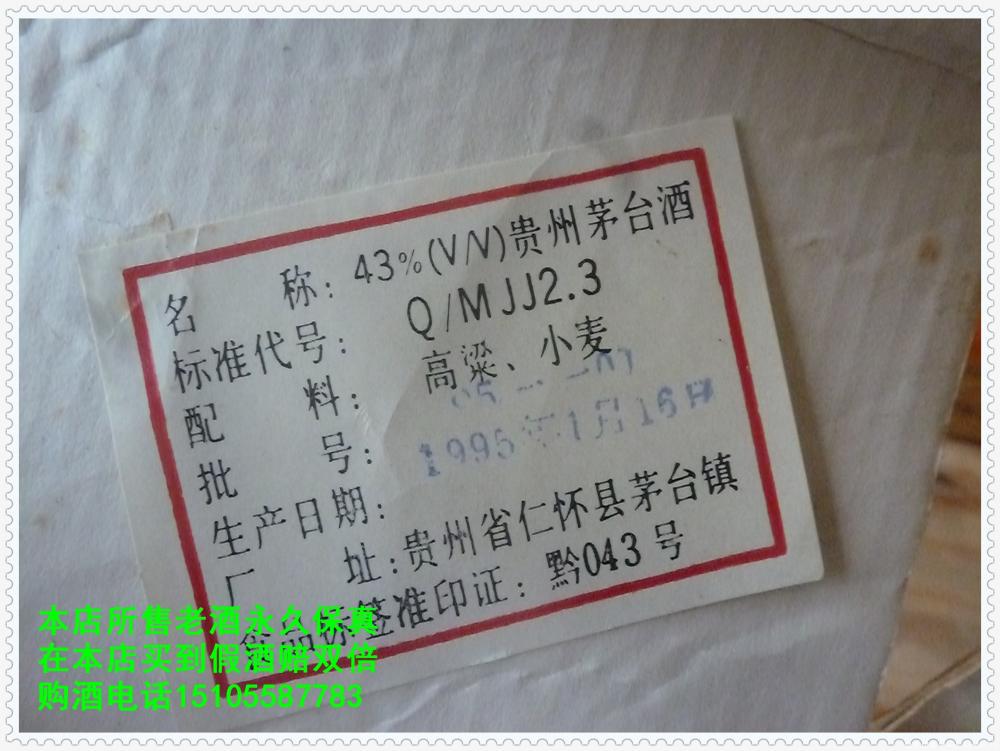 名 称: 43%(V/V)贵州茅台酒
标准代号: Q/MJJ2.3
配 料: 高粱、小麦
批 号:
生产日期: 1995年1月16日
厂 址:贵州省仁怀县茅台镇
食品标签准印证: 黔043号
本店所售老酒永久保真
在本店买到假酒赔双倍
购酒电话15105587783